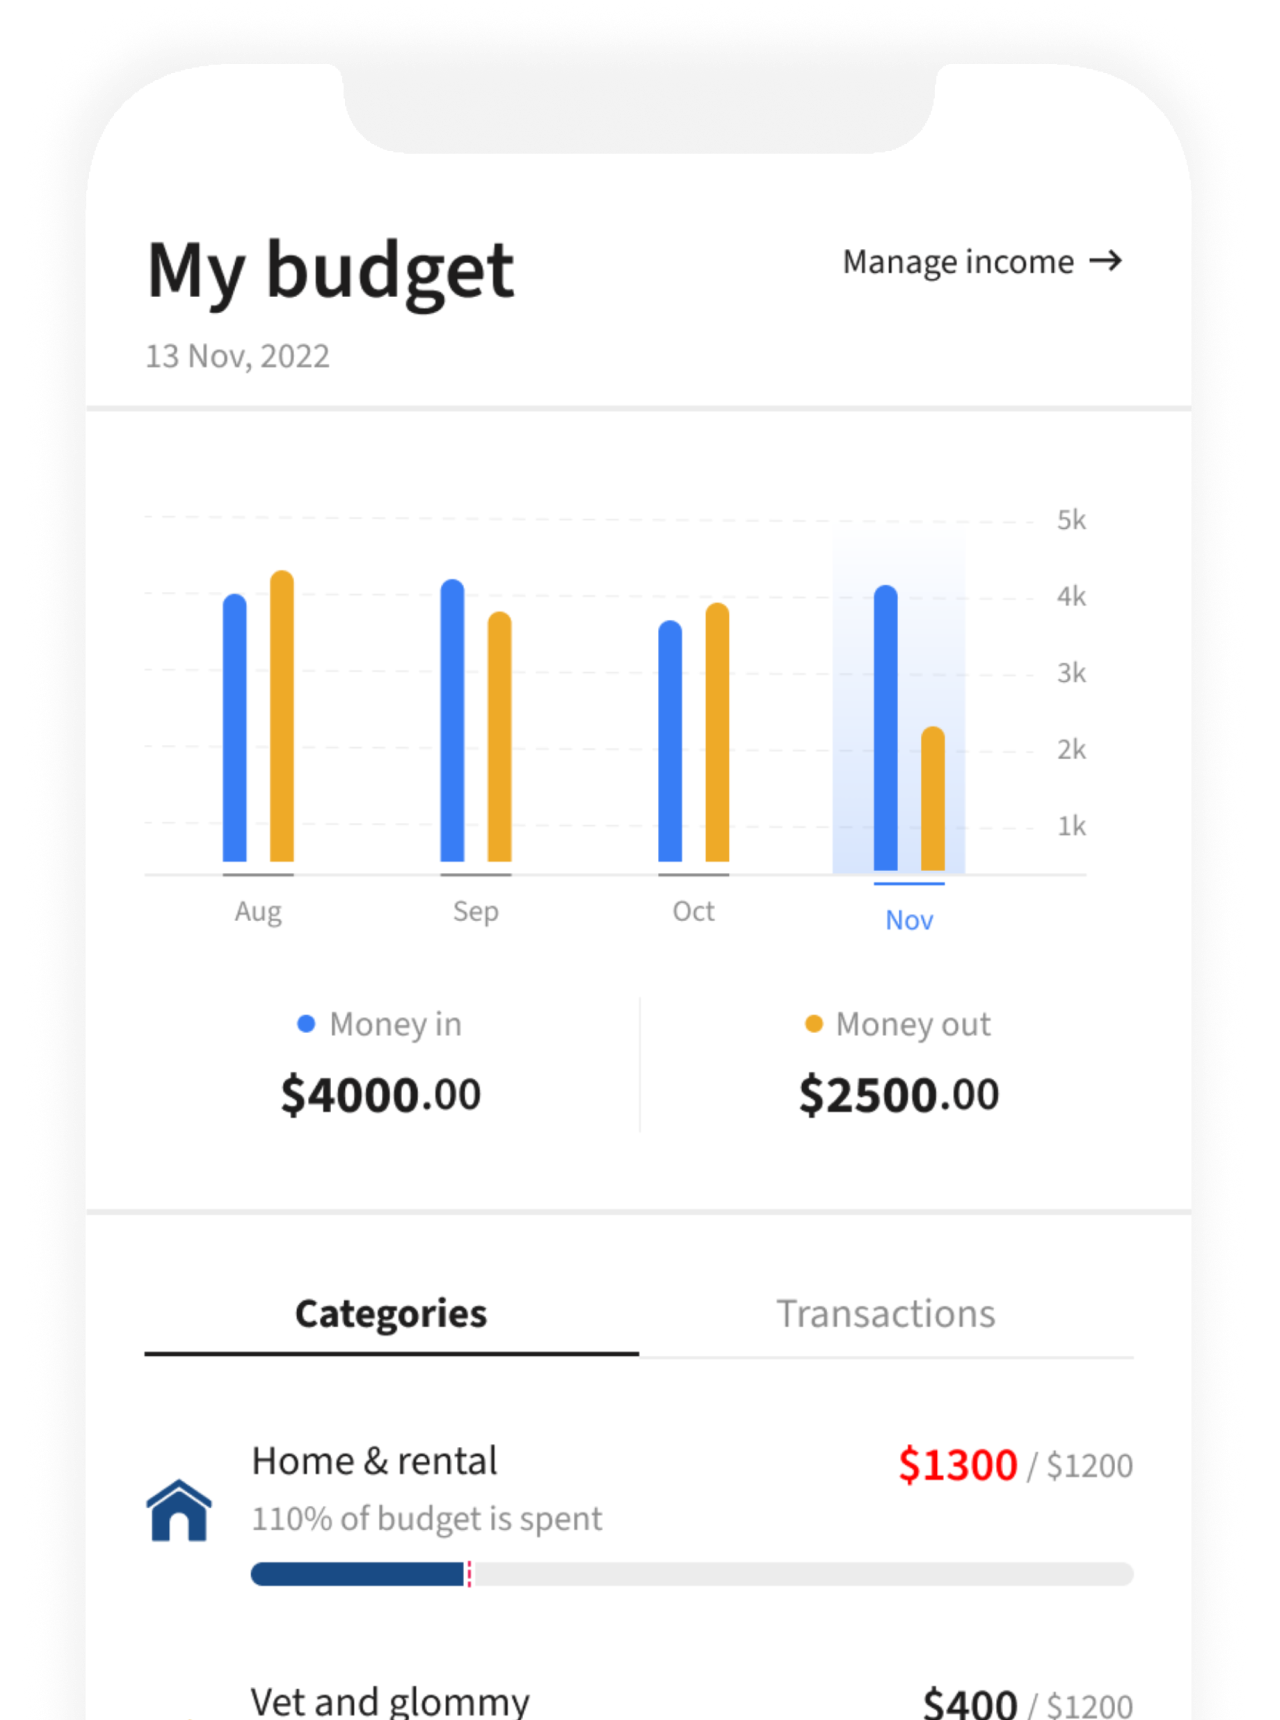 My budget
Manage income →
13 Nov, 2022
5k
4k
3k
2k
1k
Aug Sep Oct Nov
Money in
$4000.00
Money out
$2500.00
Categories
Transactions
Home & rental
$1300 / $1200
110% of budget is spent
Vet and glommy
$400 / $1200